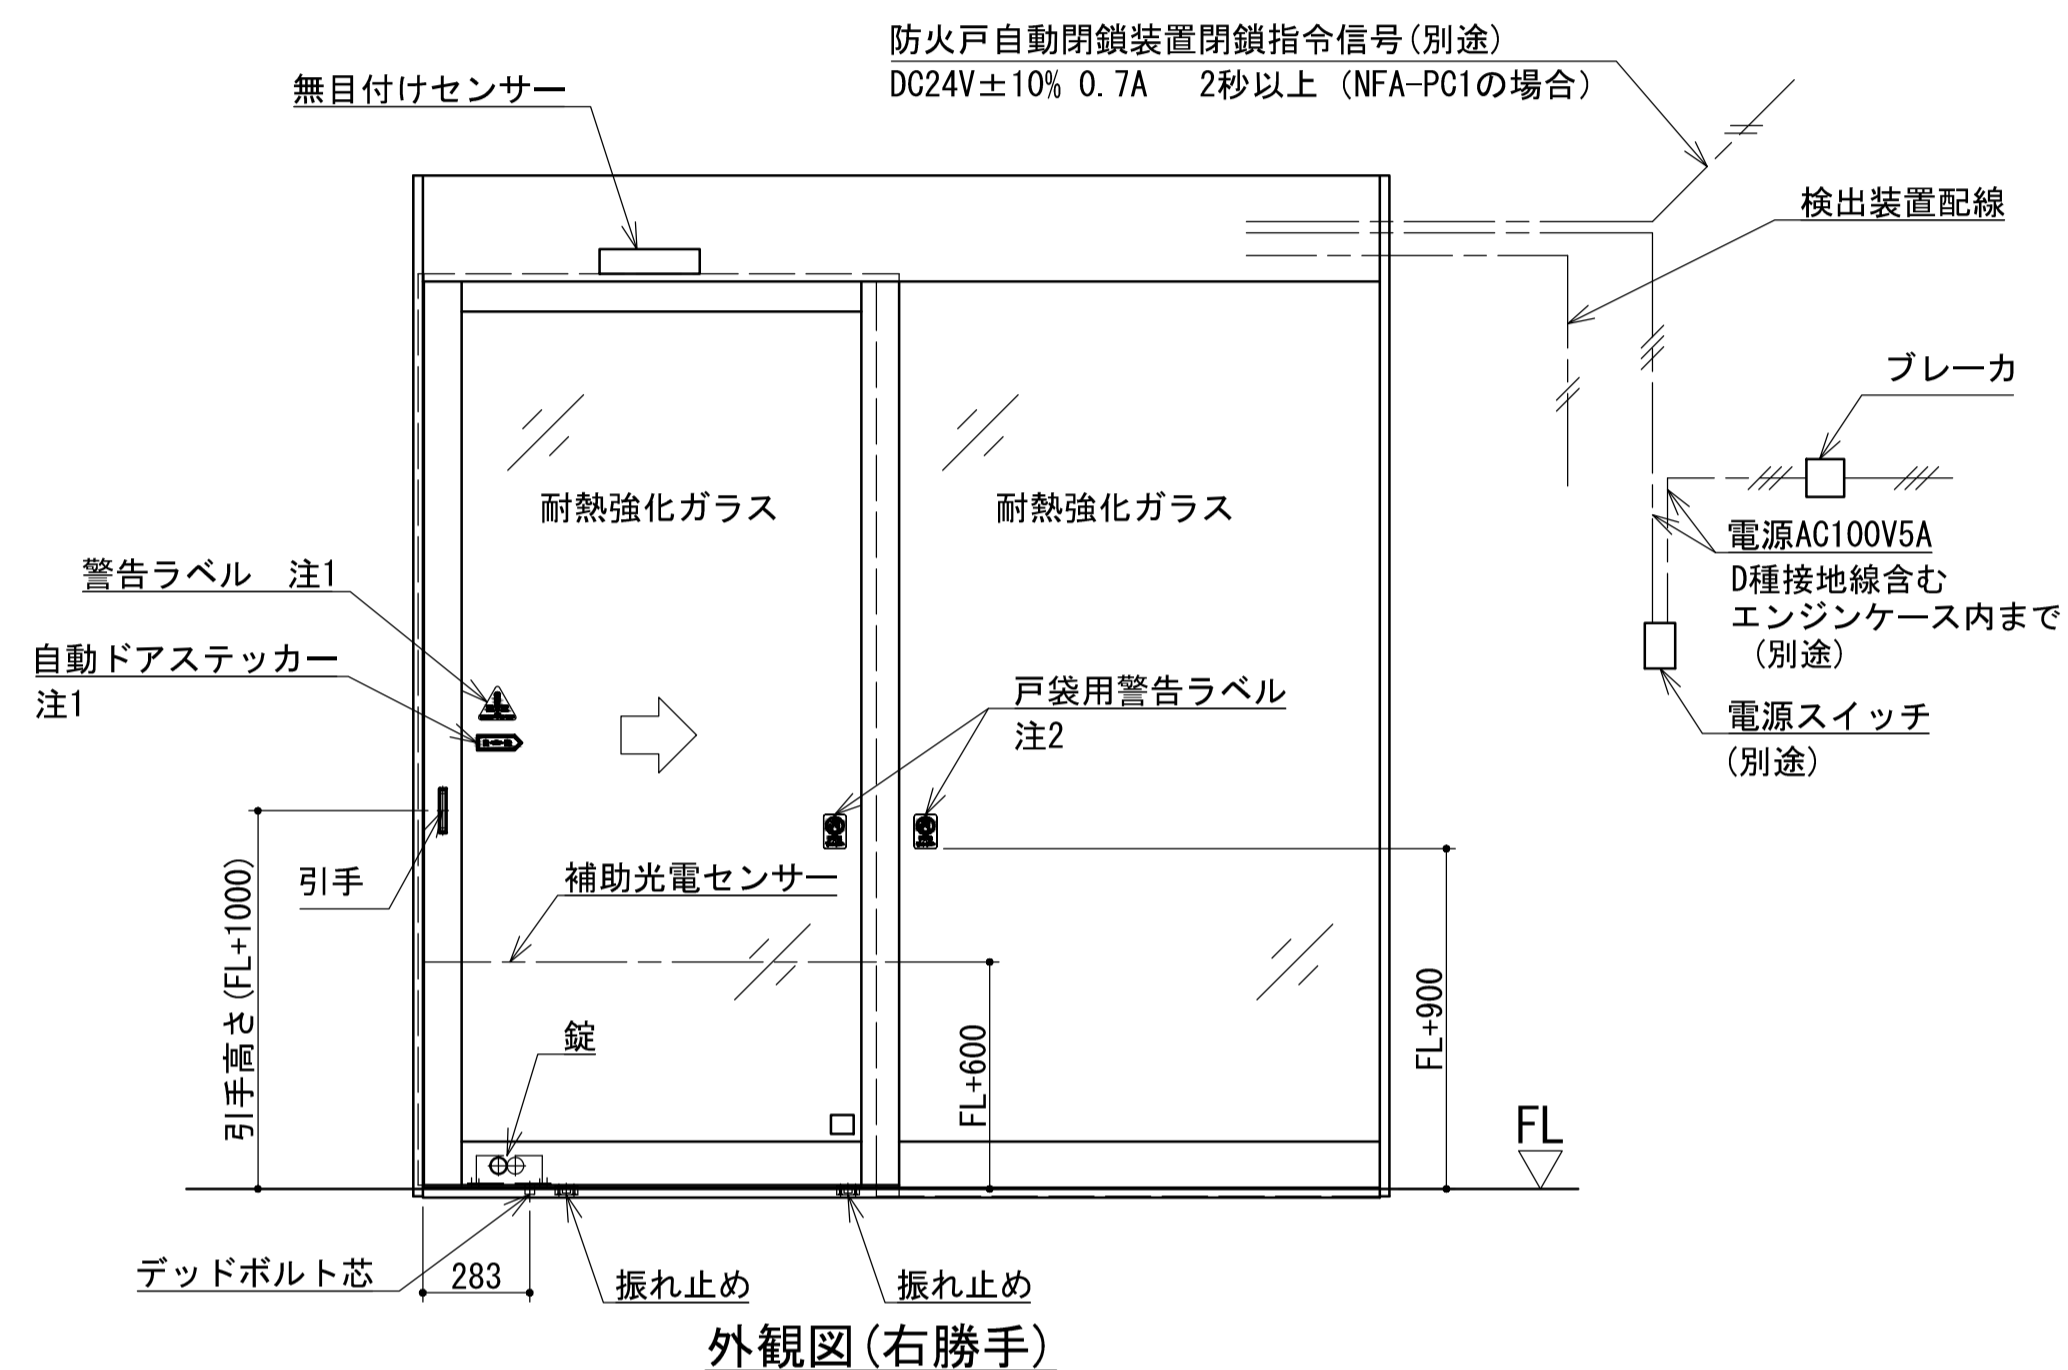 防火戸自動閉鎖装置閉鎖指令信号(別途)
DC24V±10% 0.7A 2秒以上 (NFA-PC1の場合)
無目付けセンサー
検出装置配線
ブレーカ
耐熱強化ガラス
耐熱強化ガラス
電源AC100V5A
D種接地線含む
エンジンケース内まで
(別途)
警告ラベル 注1
自動ドアステッカー
注1
戸袋用警告ラベル
注2
電源スイッチ
(別途)
引手
補助光電センサー
引手高さ(FL+1000)
錠
FL+600
FL+900
FL
デッドボルト芯
283
振れ止め
振れ止め
外観図(右勝手)